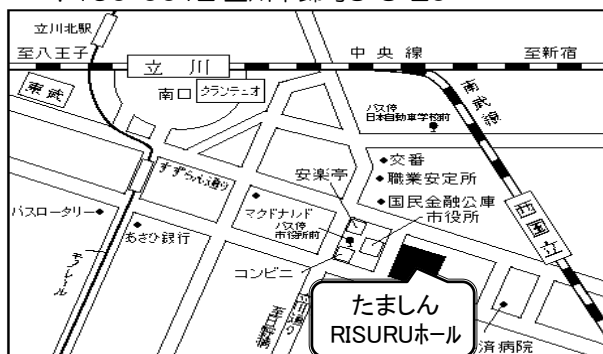 立川北駅
至八王子
中央線
至新宿
立川
東武
南口
グランデュオ
南武線
バス停
日本自動車学校前
すずらん通り
安楽亭
交番
職業安定所
国民金融公庫
市役所
マクドナルド
バス停
市役所前
西国立
バスロータリー
あさひ銀行
モノレール
コンビニ
たましん
RISURUホール
済病院